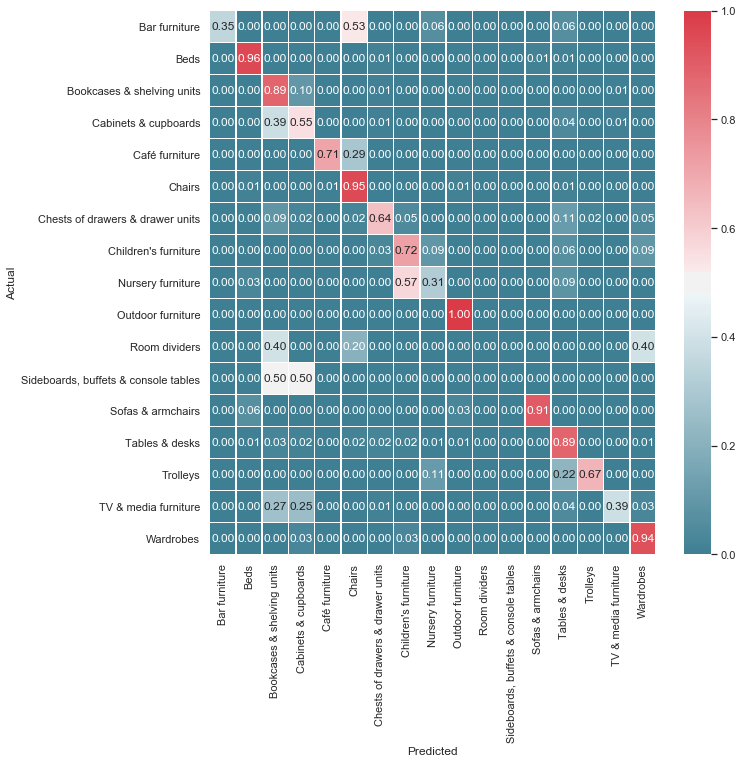 Bar furniture 0.35 0.00 0.00 0.00 0.00 0.53 0.00 0.00 0.06 0.00 0.00 0.00 0.00 0.06 0.00 0.00 0.00
Beds 0.00 0.96 0.00 0.00 0.00 0.00 0.01 0.00 0.00 0.00 0.00 0.00 0.01 0.01 0.00 0.00 0.00
Bookcases & shelving units 0.00 0.00 0.89 0.10 0.00 0.00 0.01 0.00 0.00 0.00 0.00 0.00 0.00 0.00 0.00 0.01 0.00
Cabinets & cupboards 0.00 0.00 0.39 0.55 0.00 0.00 0.01 0.00 0.00 0.00 0.00 0.00 0.00 0.04 0.00 0.01 0.00
Café furniture 0.00 0.00 0.00 0.00 0.71 0.29 0.00 0.00 0.00 0.00 0.00 0.00 0.00 0.00 0.00 0.00 0.00
Chairs 0.00 0.01 0.00 0.00 0.01 0.95 0.00 0.00 0.00 0.01 0.00 0.00 0.00 0.01 0.00 0.00 0.00
Chests of drawers & drawer units 0.00 0.00 0.09 0.02 0.00 0.02 0.64 0.05 0.00 0.00 0.00 0.00 0.00 0.11 0.02 0.00 0.05
Children's furniture 0.00 0.00 0.00 0.00 0.00 0.00 0.03 0.72 0.09 0.00 0.00 0.00 0.00 0.06 0.00 0.00 0.09
Nursery furniture 0.00 0.03 0.00 0.00 0.00 0.00 0.00 0.57 0.31 0.00 0.00 0.00 0.00 0.09 0.00 0.00 0.00
Outdoor furniture 0.00 0.00 0.00 0.00 0.00 0.00 0.00 0.00 0.00 1.00 0.00 0.00 0.00 0.00 0.00 0.00 0.00
Room dividers 0.00 0.00 0.40 0.00 0.00 0.20 0.00 0.00 0.00 0.00 0.00 0.00 0.00 0.00 0.00 0.00 0.40
Sideboards, buffets & console tables 0.00 0.00 0.50 0.50 0.00 0.00 0.00 0.00 0.00 0.00 0.00 0.00 0.00 0.00 0.00 0.00 0.00
Sofas & armchairs 0.00 0.06 0.00 0.00 0.00 0.00 0.00 0.00 0.00 0.03 0.00 0.00 0.91 0.00 0.00 0.00 0.00
Tables & desks 0.00 0.01 0.03 0.02 0.00 0.02 0.02 0.02 0.01 0.01 0.00 0.00 0.00 0.89 0.00 0.00 0.01
Trolleys 0.00 0.00 0.00 0.00 0.00 0.00 0.00 0.00 0.11 0.00 0.00 0.00 0.00 0.22 0.67 0.00 0.00
TV & media furniture 0.00 0.00 0.27 0.25 0.00 0.00 0.01 0.00 0.00 0.00 0.00 0.00 0.00 0.04 0.00 0.39 0.03
Wardrobes 0.00 0.00 0.00 0.03 0.00 0.00 0.00 0.03 0.00 0.00 0.00 0.00 0.00 0.00 0.00 0.00 0.94
Actual
Bar furniture
Beds
Bookcases & shelving units
Cabinets & cupboards
Café furniture
Chairs
Chests of drawers & drawer units
Children's furniture
Nursery furniture
Outdoor furniture
Room dividers
Sideboards, buffets & console tables
Sofas & armchairs
Tables & desks
Trolleys
TV & media furniture
Wardrobes
Predicted
1.0
0.8
0.6
0.4
0.2
0.0